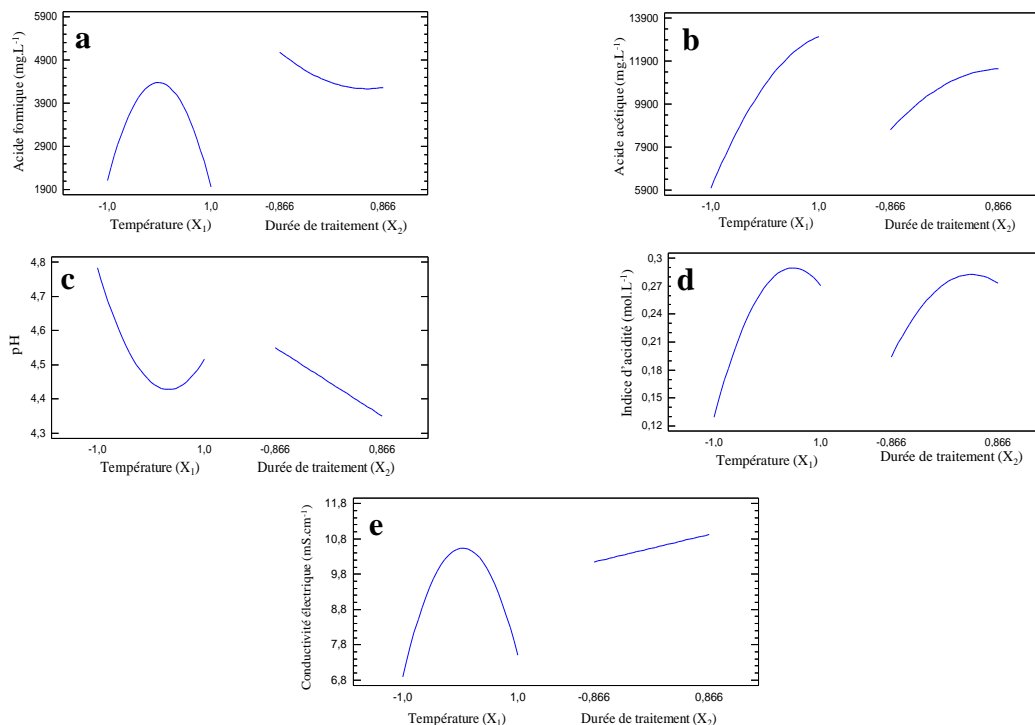 a
Acide formique (mg.L-1)
5900
4900
3900
2900
1900
-1,0
1,0
-0,866
0,866
Température (X1)
Durée de traitement (X2)
b
Acide acétique (mg.L-1)
13900
11900
9900
7900
5900
-1,0
1,0
-0,866
0,866
Température (X1)
Durée de traitement (X2)
c
pH
4,8
4,7
4,6
4,5
4,4
4,3
-1,0
1,0
-0,866
0,866
Température (X1)
Durée de traitement (X2)
d
Indice d'acidité (mol.L-1)
0,3
0,27
0,24
0,21
0,18
0,15
0,12
-1,0
1,0
-0,866
0,866
Température (X1)
Durée de traitement (X2)
e
Conductivité électrique (mS.cm-1)
11,8
10,8
9,8
8,8
7,8
6,8
-1,0
1,0
-0,866
0,866
Température (X1)
Durée de traitement (X2)